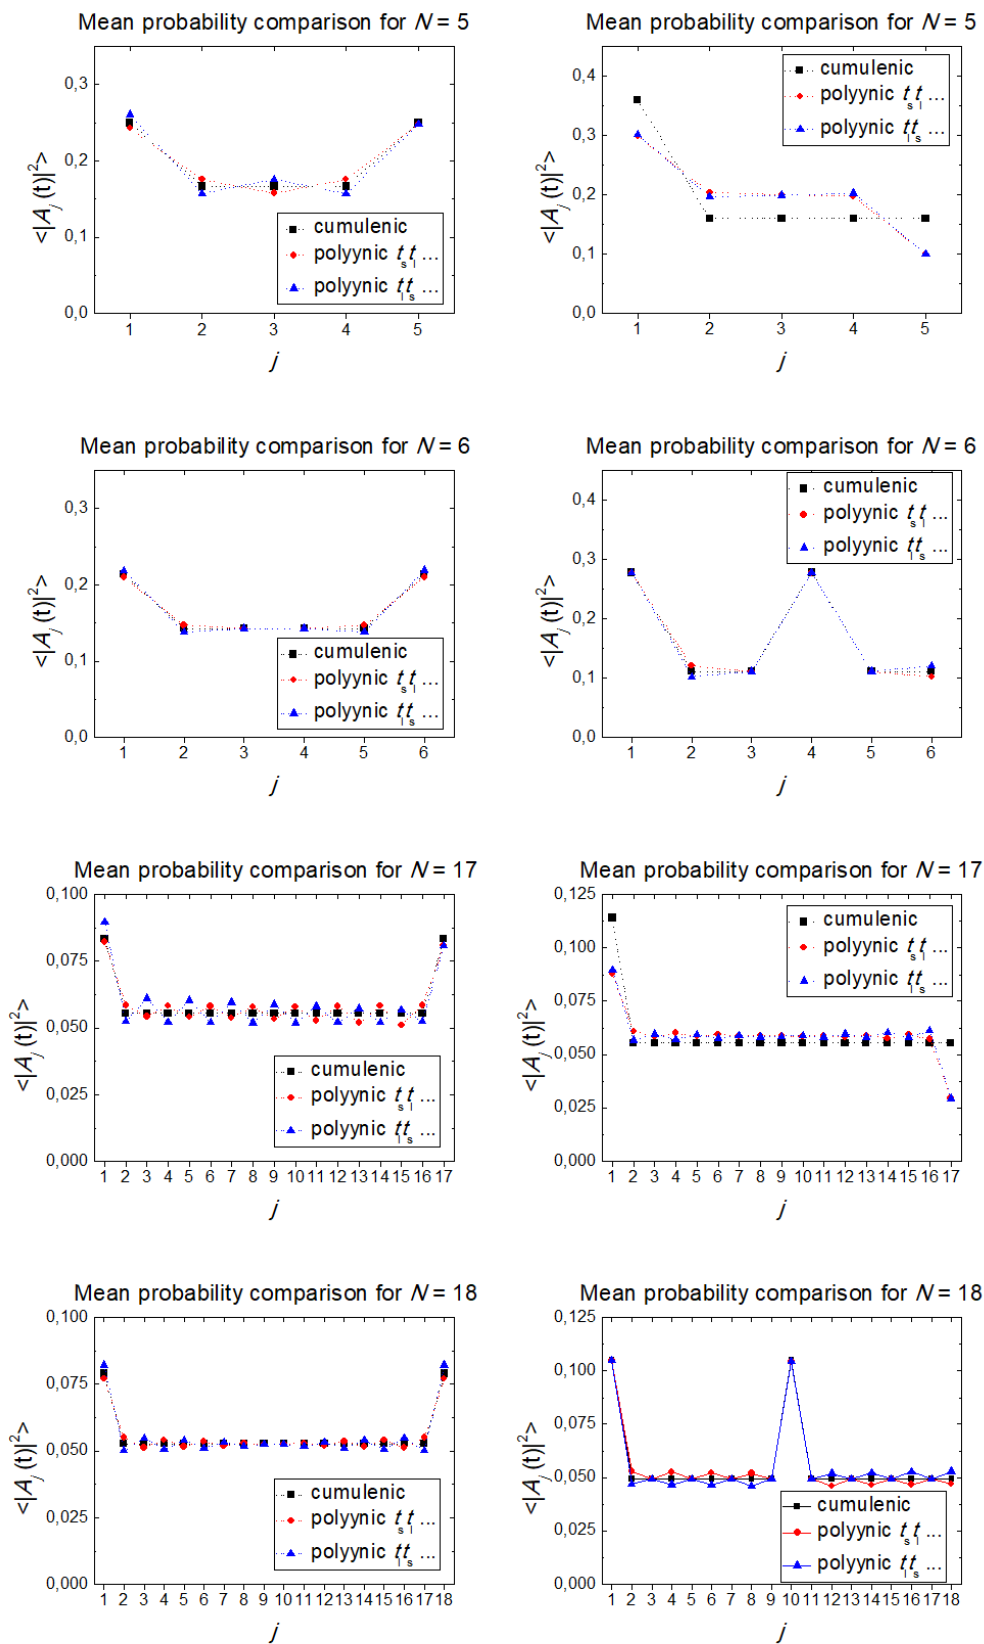 Mean probability comparison for N = 5
<|A_j (t)|^2>
0,3
0,2
0,1
0,0
cumulenic
polyynic t_s t_l ...
polyynic t_l t_s ...
1 2 3 4 5
j
Mean probability comparison for N = 5
<|A_j (t)|^2>
0,4
0,3
0,2
0,1
0,0
cumulenic
polyynic t_s t_l ...
polyynic t_l t_s ...
1 2 3 4 5
j
Mean probability comparison for N = 6
<|A_j (t)|^2>
0,3
0,2
0,1
0,0
cumulenic
polyynic t_s t_l ...
polyynic t_l t_s ...
1 2 3 4 5 6
j
Mean probability comparison for N = 6
<|A_j (t)|^2>
0,4
0,3
0,2
0,1
0,0
cumulenic
polyynic t_s t_l ...
polyynic t_l t_s ...
1 2 3 4 5 6
j
Mean probability comparison for N = 17
<|A_j (t)|^2>
0,100
0,075
0,050
0,025
0,000
cumulenic
polyynic t_s t_l ...
polyynic t_l t_s ...
1 2 3 4 5 6 7 8 9 10 11 12 13 14 15 16 17
j
Mean probability comparison for N = 17
<|A_j (t)|^2>
0,125
0,100
0,075
0,050
0,025
0,000
cumulenic
polyynic t_s t_l ...
polyynic t_l t_s ...
1 2 3 4 5 6 7 8 9 10 11 12 13 14 15 16 17
j
Mean probability comparison for N = 18
<|A_j (t)|^2>
0,100
0,075
0,050
0,025
0,000
cumulenic
polyynic t_s t_l ...
polyynic t_l t_s ...
1 2 3 4 5 6 7 8 9 10 11 12 13 14 15 16 17 18
j
Mean probability comparison for N = 18
<|A_j (t)|^2>
0,125
0,100
0,075
0,050
0,025
0,000
cumulenic
polyynic t_s t_l ...
polyynic t_l t_s ...
1 2 3 4 5 6 7 8 9 10 11 12 13 14 15 16 17 18
j